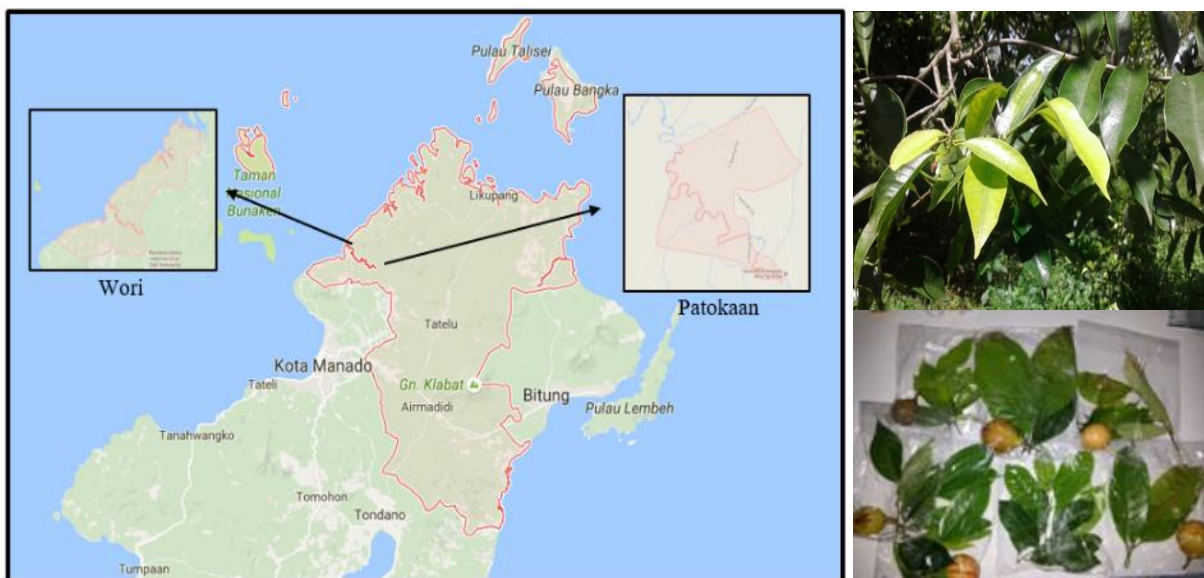 Pulau Talisei
Pulau Bangka
Taman
Nasional
Bunaken
Likupang
Wori
Patokaan
Tatelu
Kota Manado
Tateli
Gn. Klabat
Airmadidi
Bitung
Pulau Lembeh
Tanahwangko
Tomohon
Tondano
Tumpaan